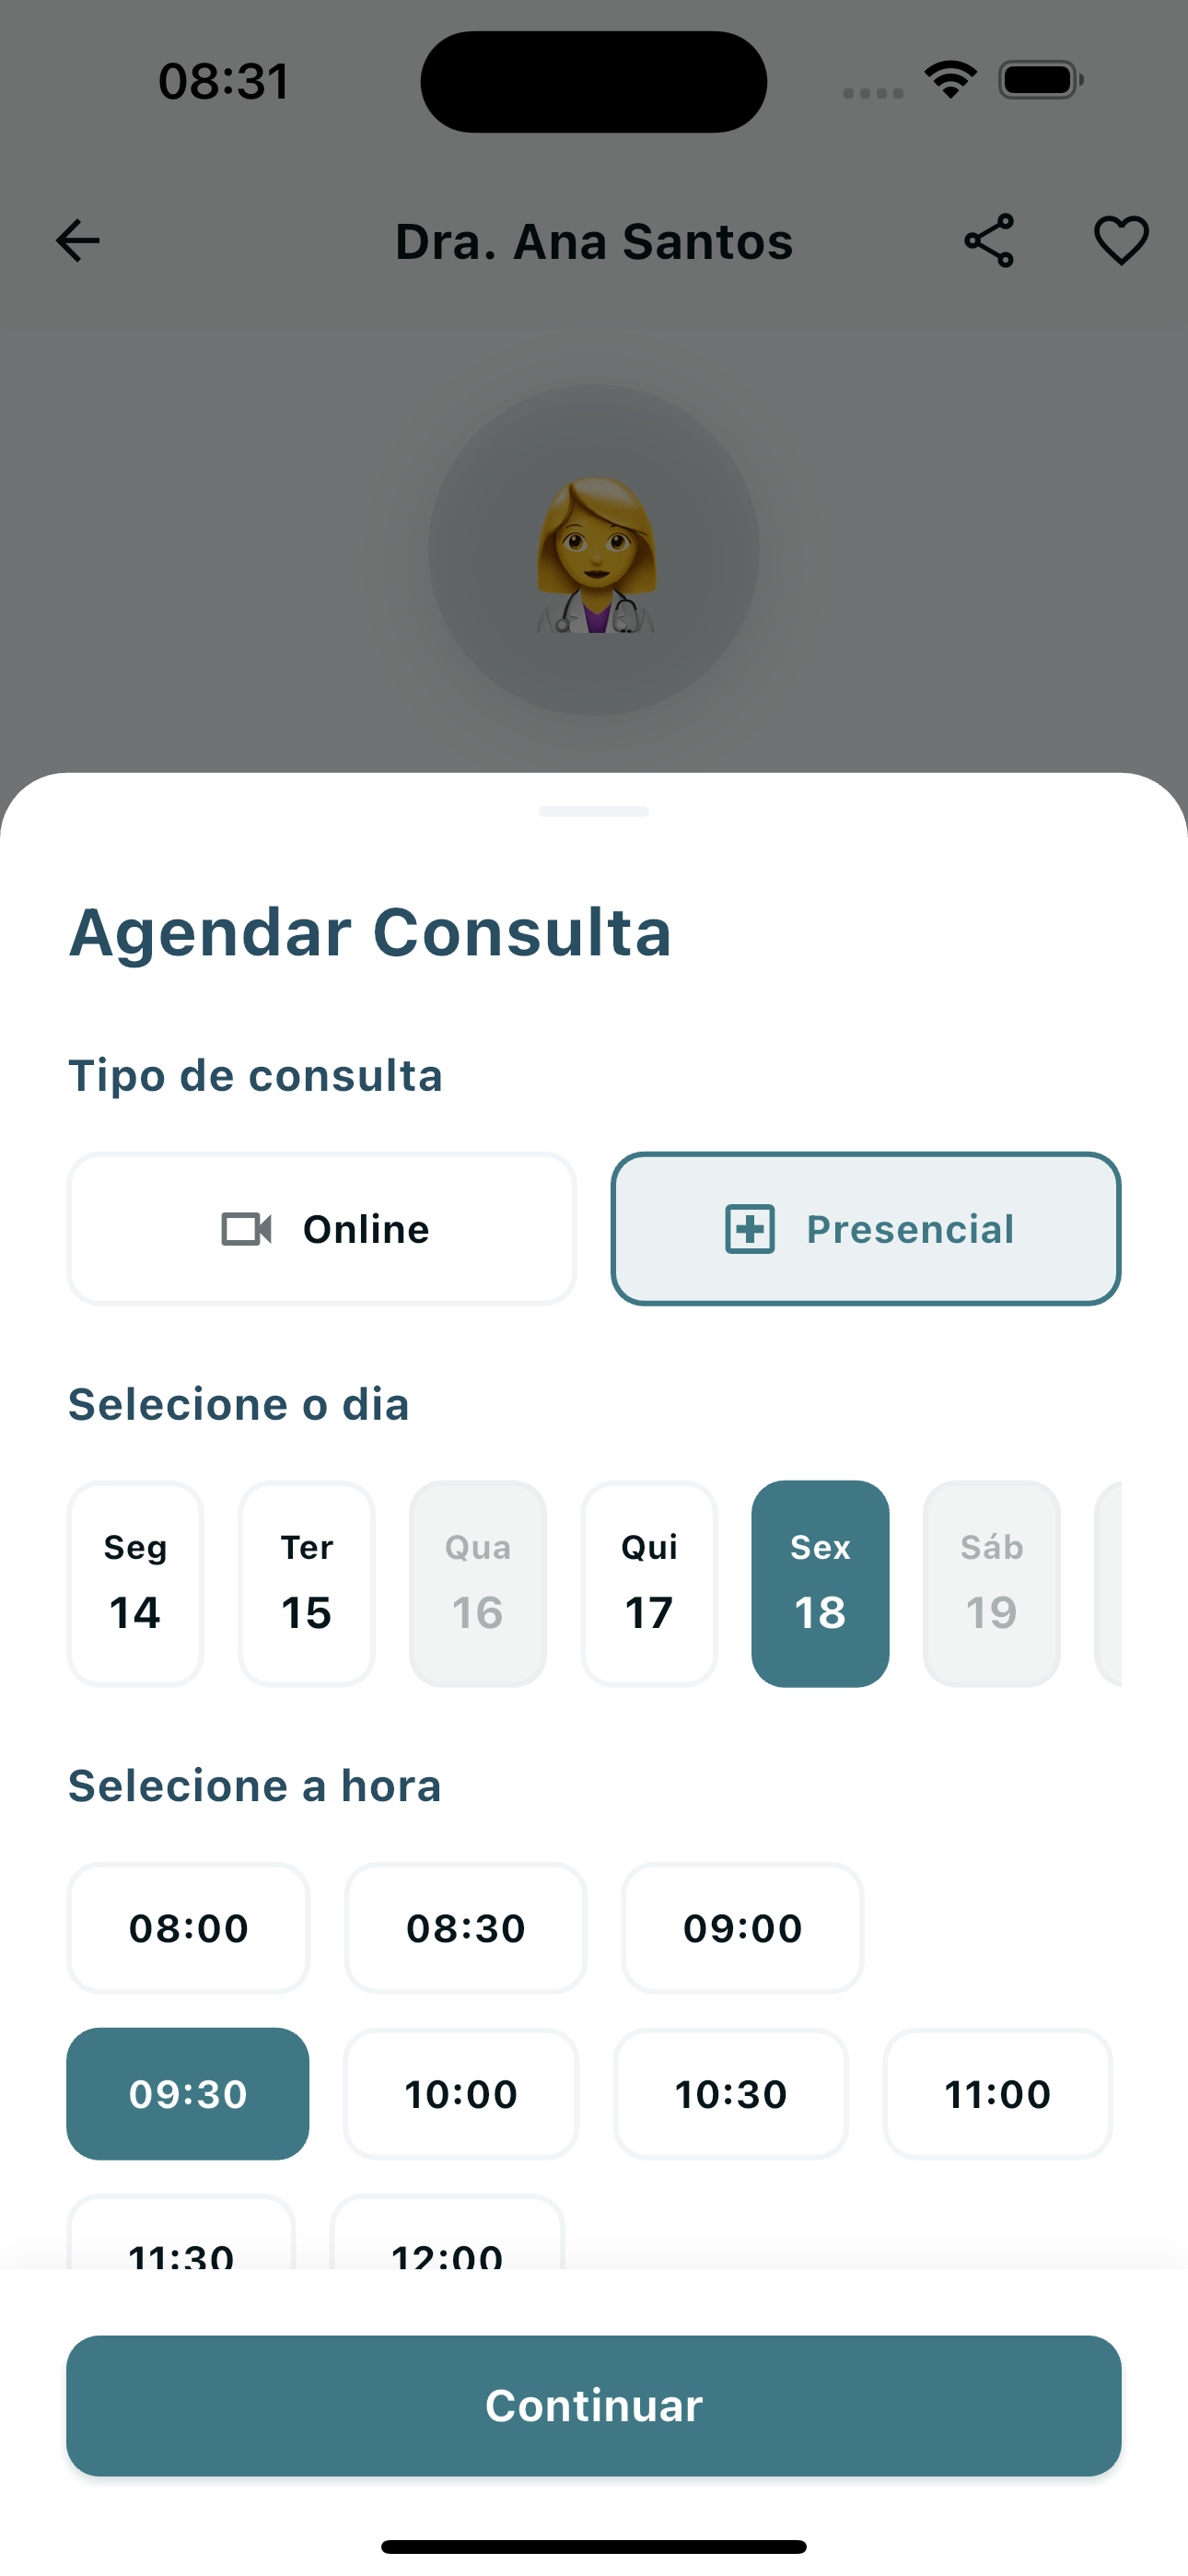 08:31
Dra. Ana Santos
Agendar Consulta
Tipo de consulta
Online Presencial
Selecione o dia
Seg Ter Qua Qui Sex Sáb
14 15 16 17 18 19
Selecione a hora
08:00 08:30 09:00
09:30 10:00 10:30 11:00
11:30 12:00
Continuar